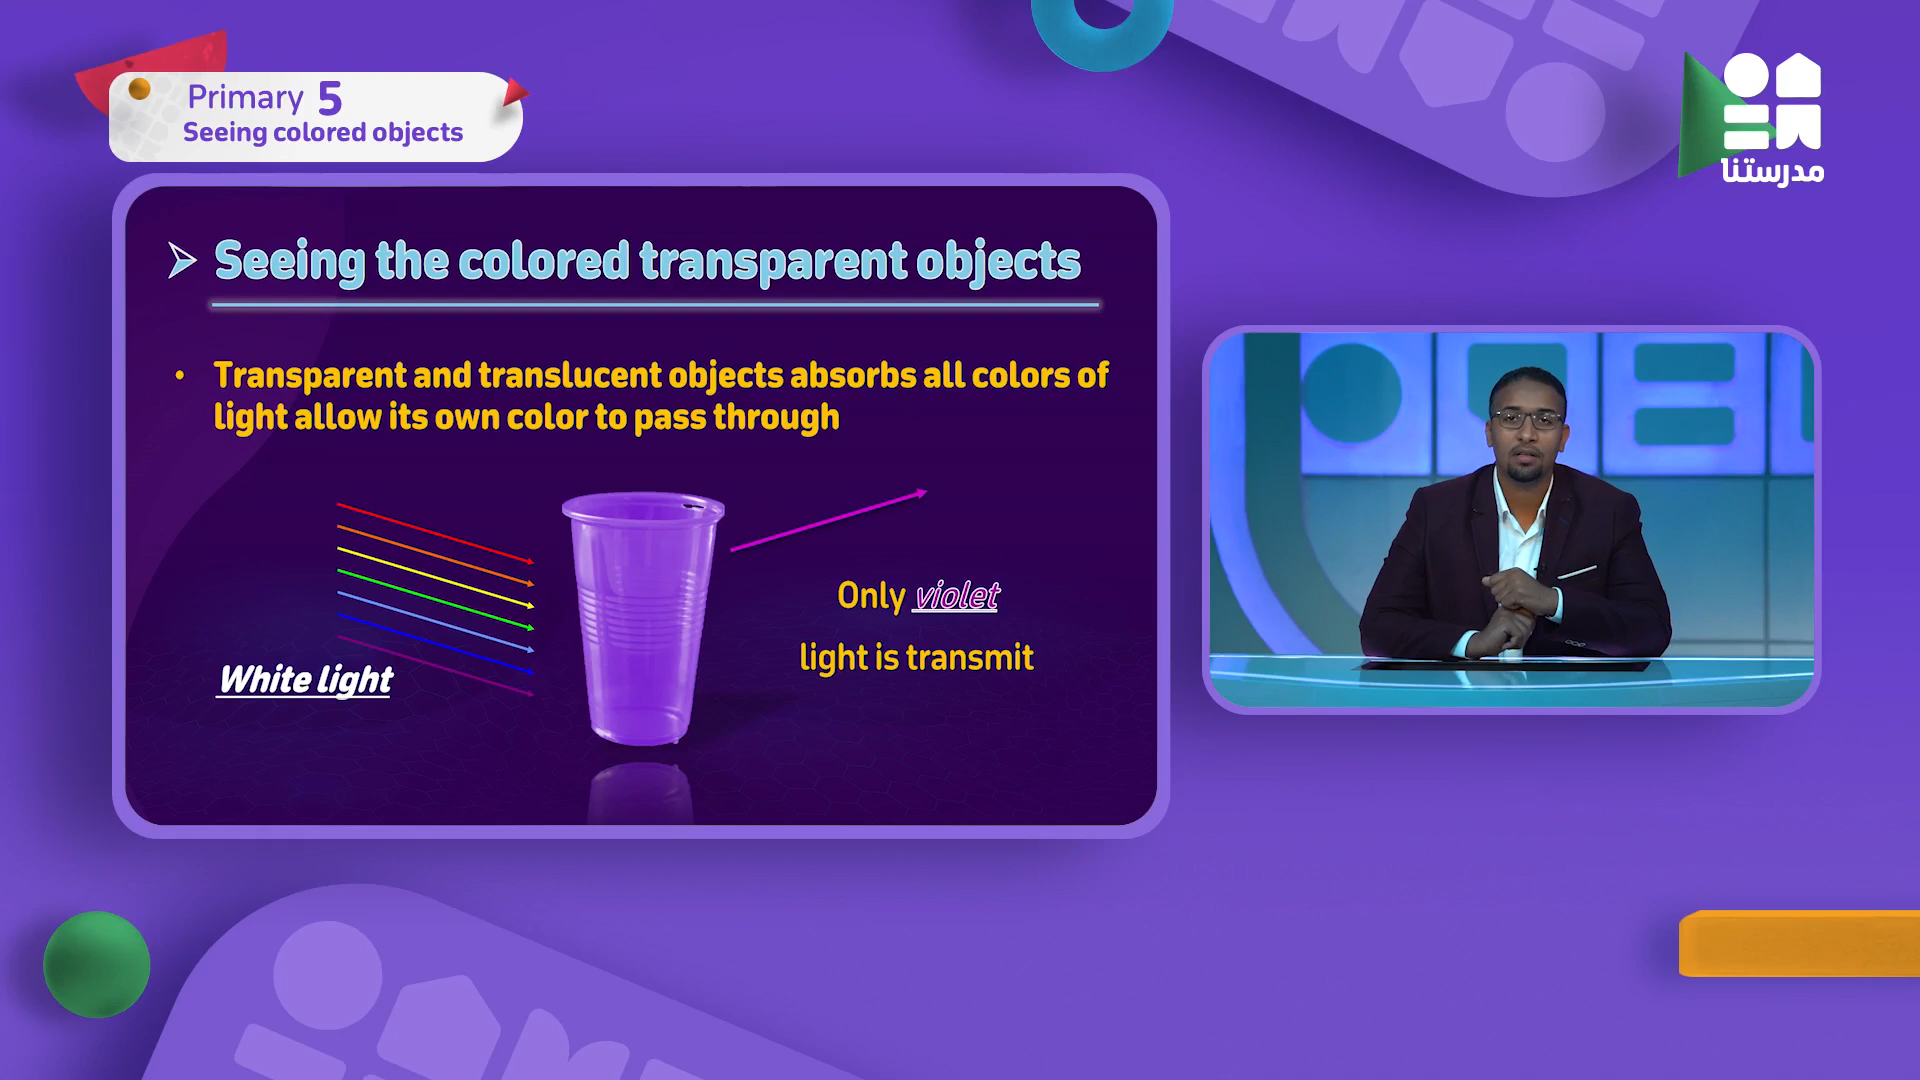 Primary 5
Seeing colored objects
مدرستنا
Seeing the colored transparent objects
Transparent and translucent objects absorbs all colors of
light allow its own color to pass through
Only violet
light is transmit
White light